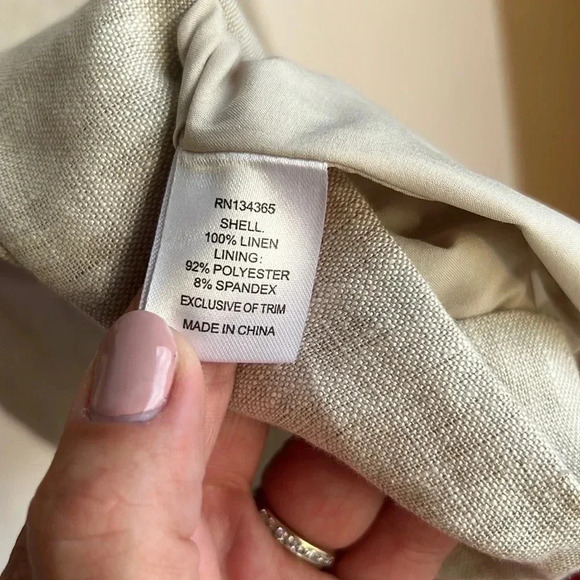 RN134365
SHELL.
100% LINEN
LINING:
92% POLYESTER
8% SPANDEX
EXCLUSIVE OF TRIM
MADE IN CHINA